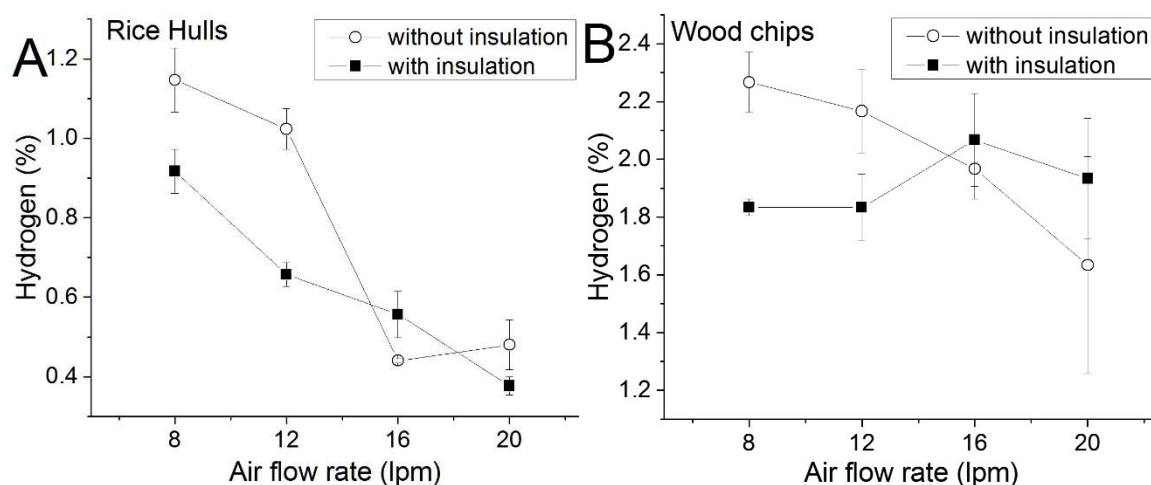 A
Rice Hulls
without insulation
with insulation
1.2
1.0
0.8
0.6
0.4
Hydrogen (%)
8
12
16
20
Air flow rate (lpm)
B
Wood chips
without insulation
with insulation
2.4
2.2
2.0
1.8
1.6
1.4
1.2
Hydrogen (%)
8
12
16
20
Air flow rate (lpm)